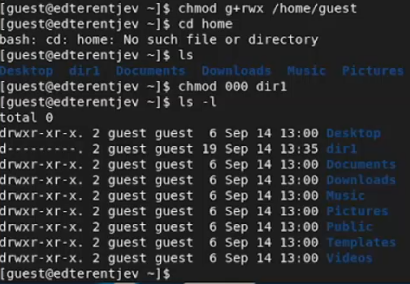 [guest@edterentjev ~]$ chmod g+rwx /home/guest
[guest@edterentjev ~]$ cd home
bash: cd: home: No such file or directory
[guest@edterentjev ~]$ ls
Desktop dir1 Documents Downloads Music Pictures
[guest@edterentjev ~]$ chmod 000 dir1
[guest@edterentjev ~]$ ls -l
total 0
drwxr-xr-x. 2 guest guest 6 Sep 14 13:00 Desktop
d---------. 2 guest guest 19 Sep 14 13:35 dir1
drwxr-xr-x. 2 guest guest 6 Sep 14 13:00 Documents
drwxr-xr-x. 2 guest guest 6 Sep 14 13:00 Downloads
drwxr-xr-x. 2 guest guest 6 Sep 14 13:00 Music
drwxr-xr-x. 2 guest guest 6 Sep 14 13:00 Pictures
drwxr-xr-x. 2 guest guest 6 Sep 14 13:00 Public
drwxr-xr-x. 2 guest guest 6 Sep 14 13:00 Templates
drwxr-xr-x. 2 guest guest 6 Sep 14 13:00 Videos
[guest@edterentjev ~]$